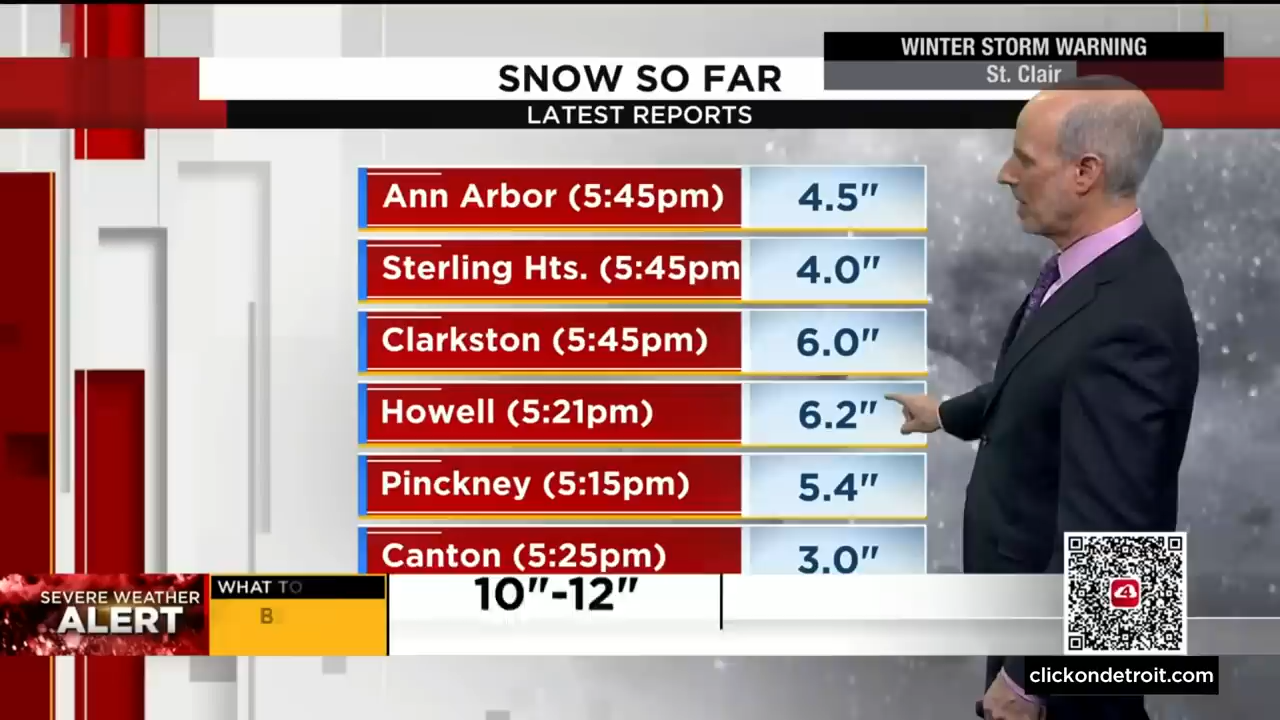 WINTER STORM WARNING
St. Clair
SNOW SO FAR
LATEST REPORTS
Ann Arbor (5:45pm) 4.5"
Sterling Hts. (5:45pm 4.0"
Clarkston (5:45pm) 6.0"
Howell (5:21pm) 6.2"
Pinckney (5:15pm) 5.4"
Canton (5:25pm) 3.0"
SEVERE WEATHER
ALERT
WHAT TO
B
10"-12"
4
clickondetroit.com